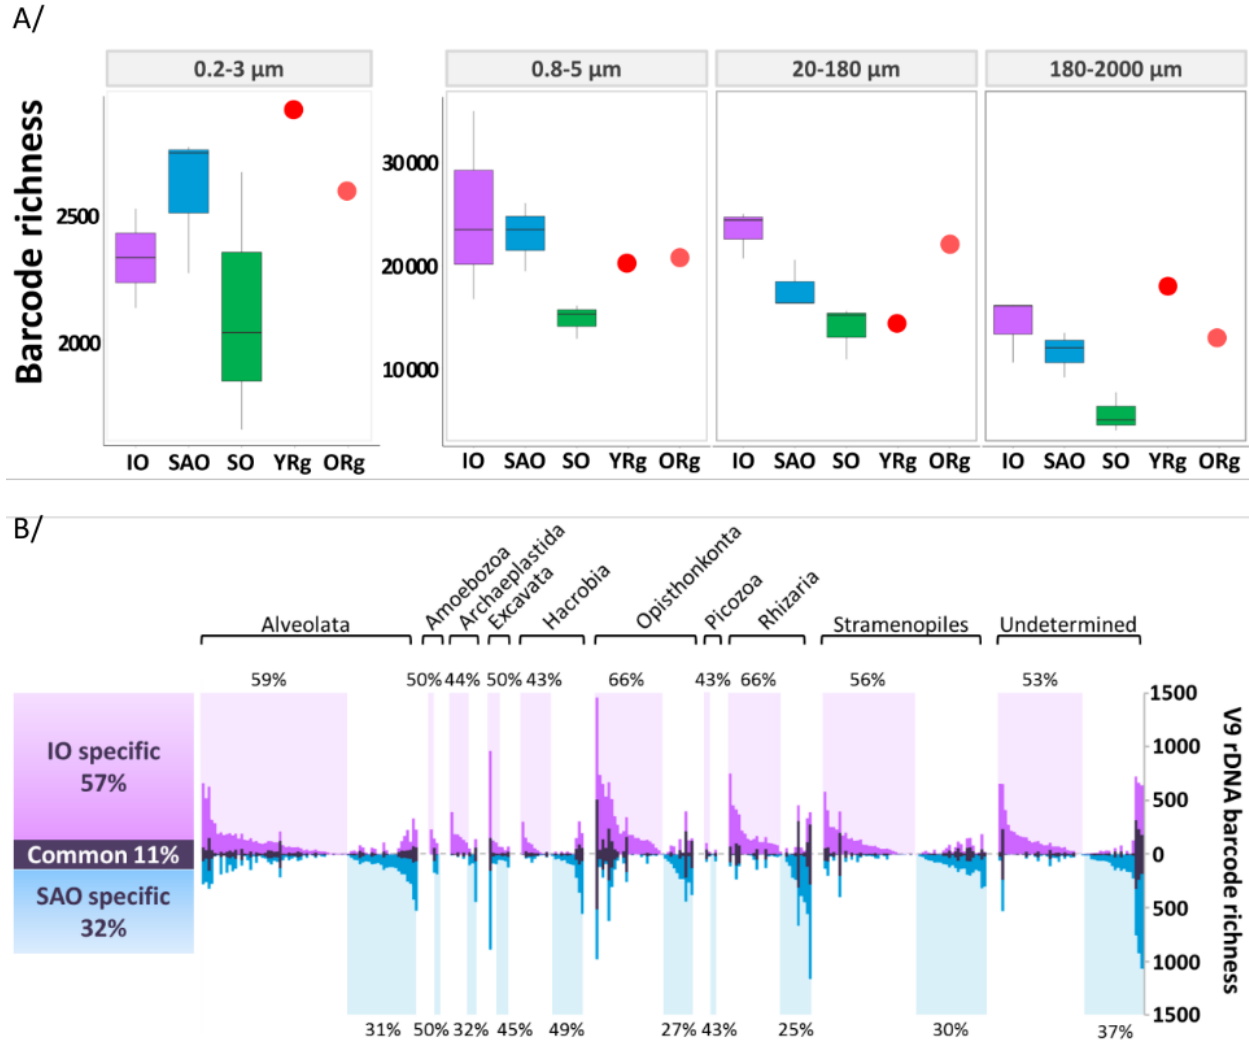 A/
0.2-3 µm
0.8-5 µm
20-180 µm
180-2000 µm
Barcode richness
2500
2000
30000
20000
10000
IO SAO SO YRg ORg
IO SAO SO YRg ORg
IO SAO SO YRg ORg
IO SAO SO YRg ORg
B/
Alveolata
Amoebozoa
Archaeplastida
Excavata
Hacrobia
Opisthonkonta
Picozoa
Rhizaria
Stramenopiles
Undetermined
59% 50% 44% 50% 43% 66% 43% 66% 56% 53%
IO specific
57%
Common 11%
SAO specific
32%
1500
1000
500
0
500
1000
1500
V9 rDNA barcode richness
31% 50% 32% 45% 49% 27% 43% 25% 30% 37%